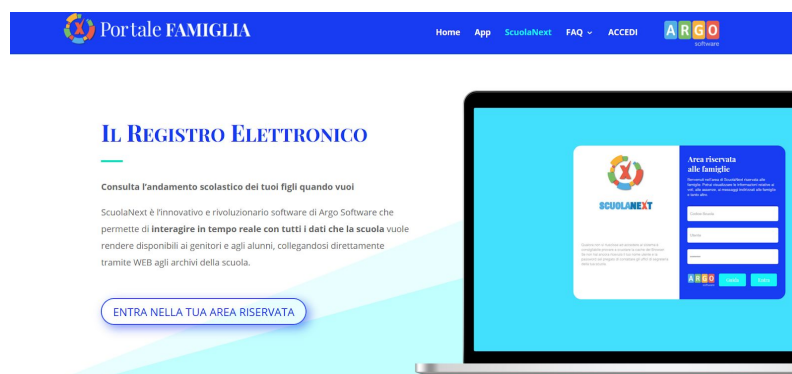 Portale FAMIGLIA
Home App ScuolaNext FAQ ACCEDI
ARGO
software
IL REGISTRO ELETTRONICO
Consulta l'andamento scolastico dei tuoi figli quando vuoi
ScuolaNext è l'innovativo e rivoluzionario software di Argo Software che
permette di interagire in tempo reale con tutti i dati che la scuola vuole
rendere disponibili ai genitori e agli alunni, collegandosi direttamente
tramite WEB agli archivi della scuola.
ENTRA NELLA TUA AREA RISERVATA
SCUOLANEXT
Area riservata
alle famiglie
Codice Scuola
Utente
ARGO